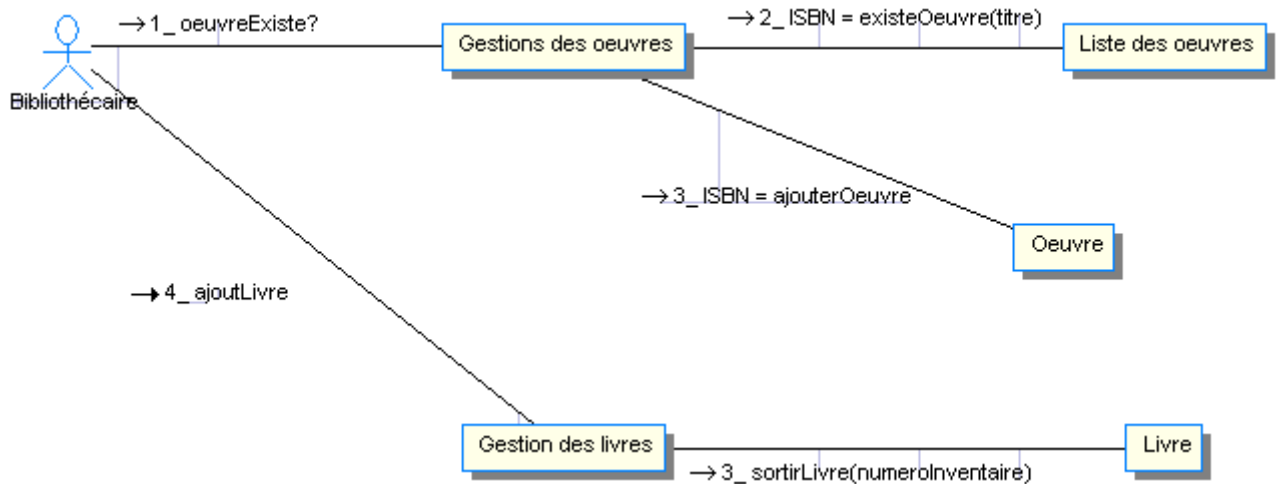 → 1_ oeuvreExiste?
→ 2_ ISBN = existeOeuvre(titre)
Gestions des oeuvres
Liste des oeuvres
Bibliothécaire
→ 3_ ISBN = ajouterOeuvre
Oeuvre
→ 4_ ajoutLivre
Gestion des livres
Livre
→ 3_ sortirLivre(numeroInventaire)